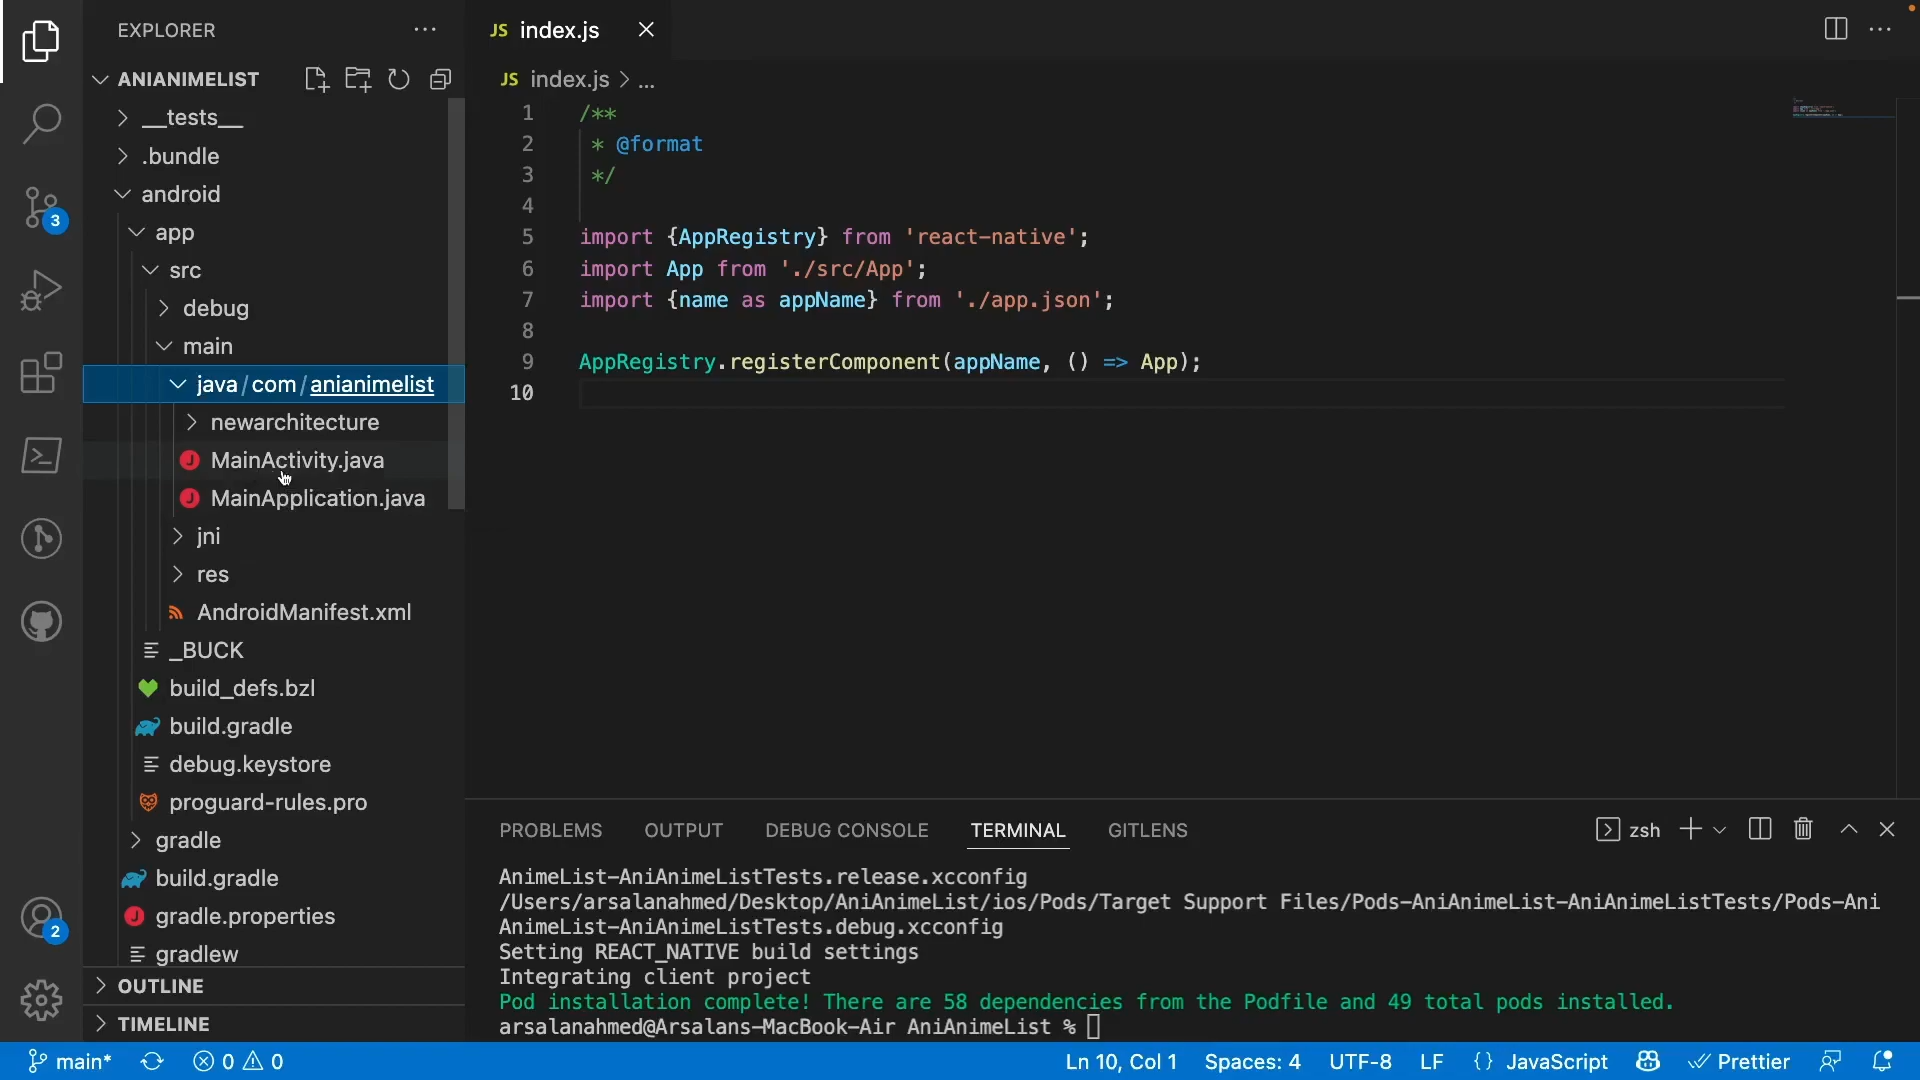 EXPLORER
ANIANIMELIST
__tests__
.bundle
android
app
src
debug
main
java/com/anianimelist
newarchitecture
MainActivity.java
MainApplication.java
jni
res
AndroidManifest.xml
_BUCK
build_defs.bzl
build.gradle
debug.keystore
proguard-rules.pro
gradle
build.gradle
gradle.properties
gradlew
OUTLINE
TIMELINE
3
2
JS index.js
JS index.js > ...
1 /**
2 * @format
3 */
4
5 import {AppRegistry} from 'react-native';
6 import App from './src/App';
7 import {name as appName} from './app.json';
8
9 AppRegistry.registerComponent(appName, () => App);
10
PROBLEMS OUTPUT DEBUG CONSOLE TERMINAL GITLENS zsh
AnimeList-AniAnimeListTests.release.xcconfig
/Users/arsalanahmed/Desktop/AniAnimeList/ios/Pods/Target Support Files/Pods-AniAnimeList-AniAnimeListTests/Pods-Ani
AnimeList-AniAnimeListTests.debug.xcconfig
Setting REACT_NATIVE build settings
Integrating client project
Pod installation complete! There are 58 dependencies from the Podfile and 49 total pods installed.
arsalanahmed@Arsalans-MacBook-Air AniAnimeList %
main* 0 0 Ln 10, Col 1 Spaces: 4 UTF-8 LF {} JavaScript Prettier